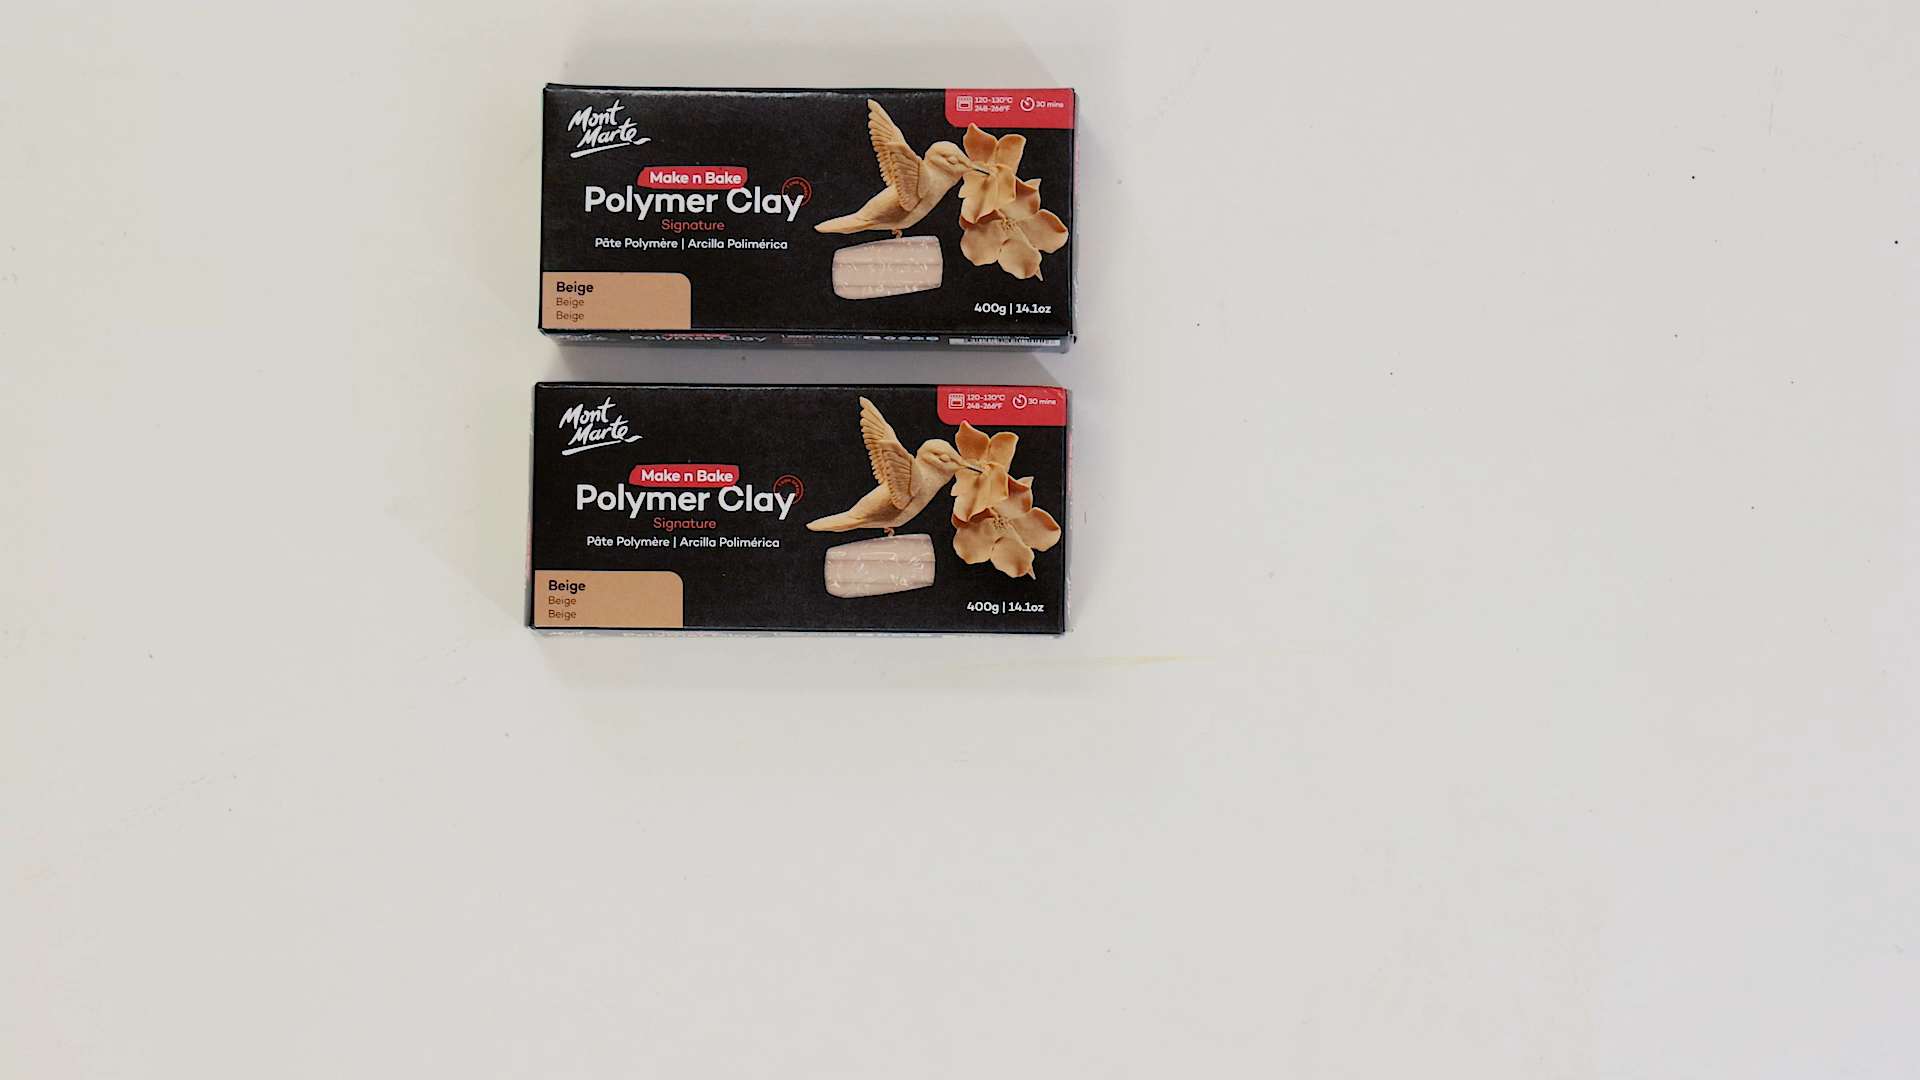 Mont
Marte
120-130°C
248-266°F
30 mins
Make n Bake
Polymer Clay
Signature
Pâte Polymère | Arcilla Polimérica
Beige
Beige
Beige
400g | 14.1oz
Polymer Clay
Mont
Marte
120-130°C
248-266°F
30 mins
Make n Bake
Polymer Clay
Signature
Pâte Polymère | Arcilla Polimérica
Beige
Beige
Beige
400g | 14.1oz